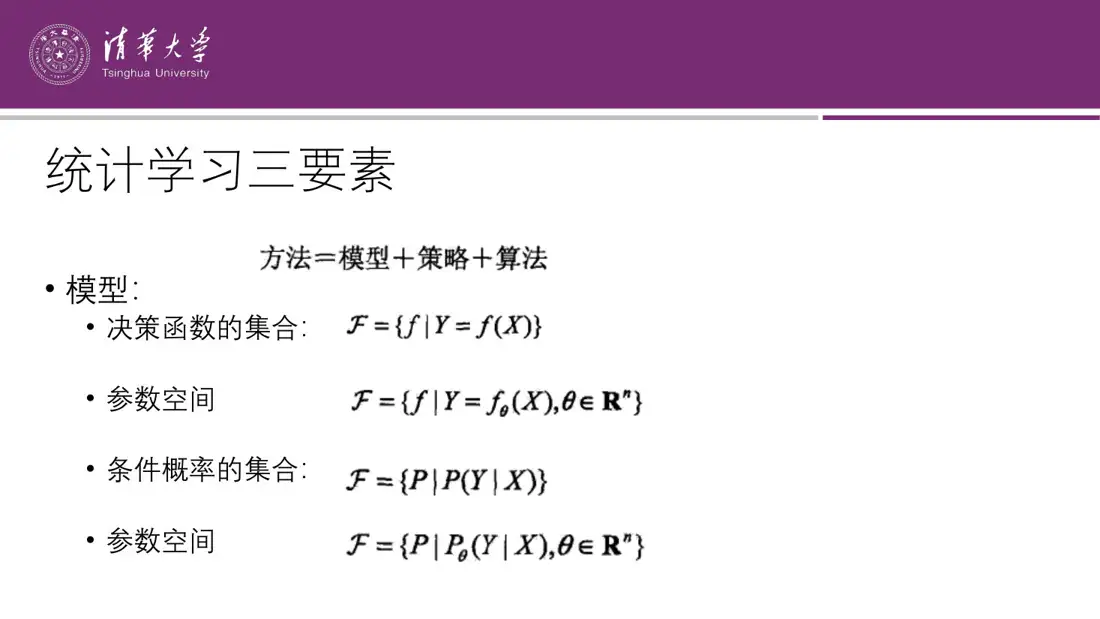 清华大学
Tsinghua University
统计学习三要素
方法＝模型＋策略＋算法
• 模型：
• 决策函数的集合： ℱ = {f | Y = f(X)}
• 参数空间 ℱ = {f | Y = f_θ(X), θ ∈ Rⁿ}
• 条件概率的集合： ℱ = {P | P(Y | X)}
• 参数空间 ℱ = {P | P_θ(Y | X), θ ∈ Rⁿ}